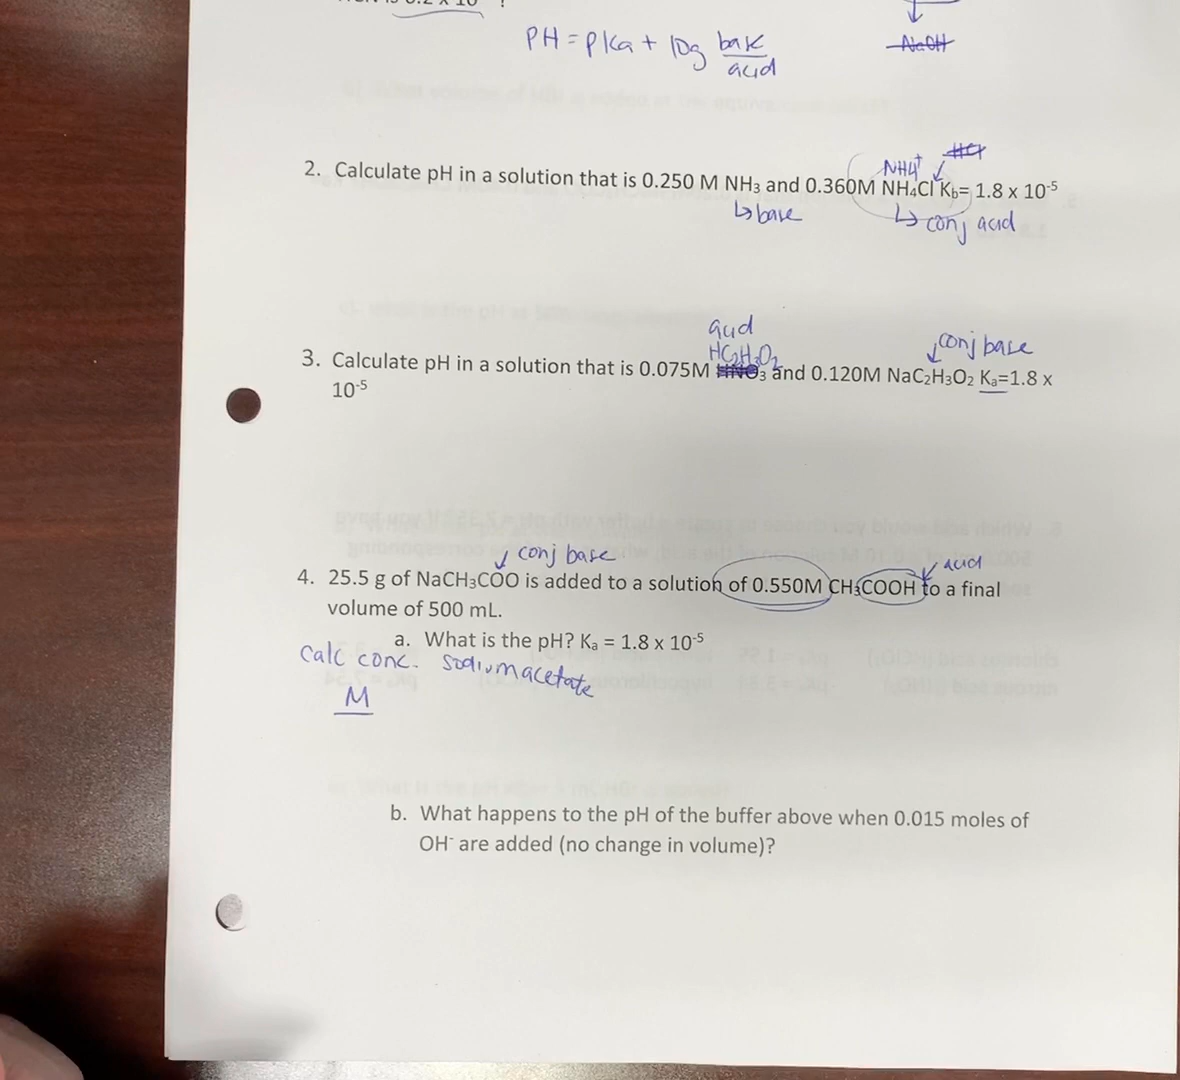 PH = pKa + log base/acid
NaOH
2. Calculate pH in a solution that is 0.250 M NH₃ and 0.360M NH₄Cl K_b= 1.8 x 10⁻⁵
NH4⁺
HCl
↳ base
↳ conj acid
acid
HC2H3O2
conj base
3. Calculate pH in a solution that is 0.075M HNO₃ and 0.120M NaC₂H₃O₂ Kₐ=1.8 x
10⁻⁵
↓ conj base
acid
4. 25.5 g of NaCH₃COO is added to a solution of 0.550M CH₃COOH to a final
volume of 500 mL.
a. What is the pH? Kₐ = 1.8 x 10⁻⁵
Calc conc. sodium acetate
M
b. What happens to the pH of the buffer above when 0.015 moles of
OH⁻ are added (no change in volume)?